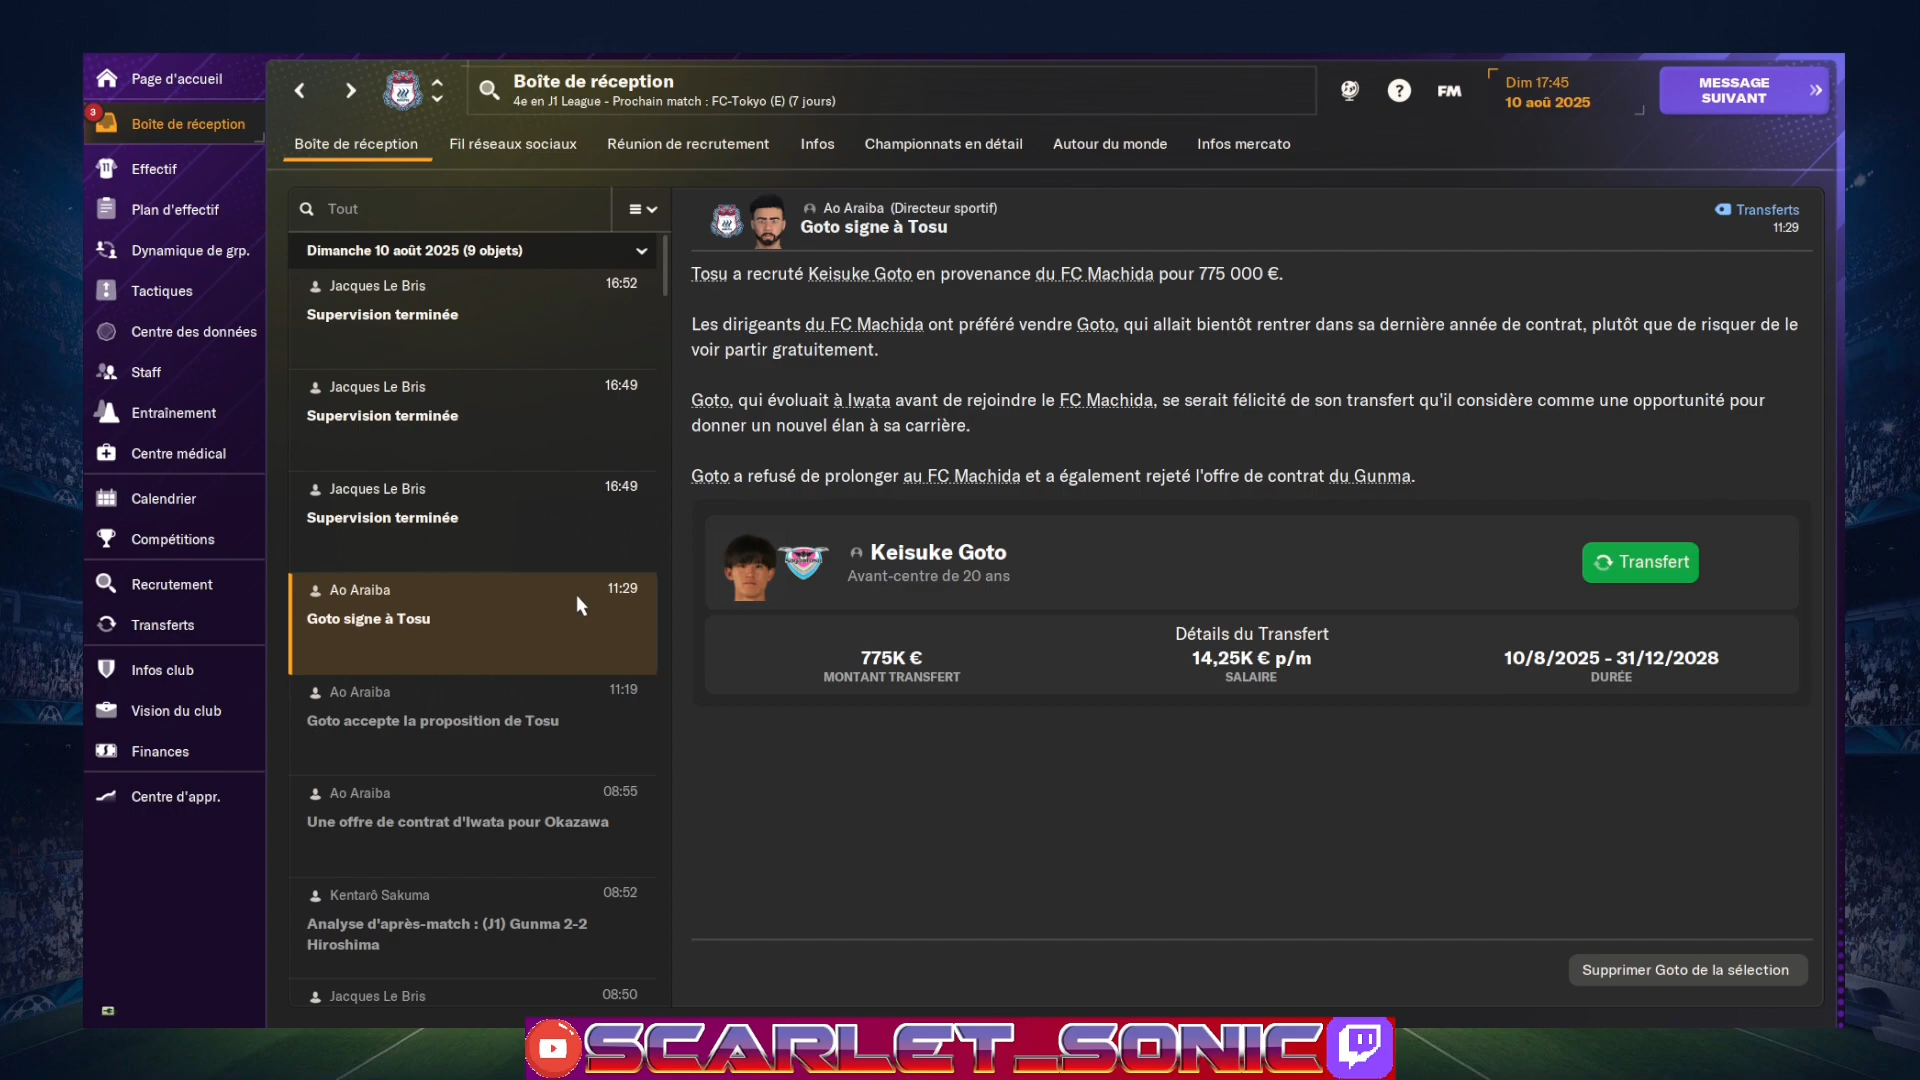 Page d'accueil
3
Boîte de réception
Effectif
Plan d'effectif
Dynamique de grp.
Tactiques
Centre des données
Staff
Entraînement
Centre médical
Calendrier
Compétitions
Recrutement
Transferts
Infos club
Vision du club
Finances
Centre d'appr.
Boîte de réception
4e en J1 League - Prochain match : FC-Tokyo (E) (7 jours)
FM
Dim 17:45
10 aoû 2025
MESSAGE
SUIVANT
Boîte de réception
Fil réseaux sociaux
Réunion de recrutement
Infos
Championnats en détail
Autour du monde
Infos mercato
Tout
Dimanche 10 août 2025 (9 objets)
Jacques Le Bris 16:52
Supervision terminée
Jacques Le Bris 16:49
Supervision terminée
Jacques Le Bris 16:49
Supervision terminée
Ao Araiba 11:29
Goto signe à Tosu
Ao Araiba 11:19
Goto accepte la proposition de Tosu
Ao Araiba 08:55
Une offre de contrat d'Iwata pour Okazawa
Kentarô Sakuma 08:52
Analyse d'après-match : (J1) Gunma 2-2
Hiroshima
Jacques Le Bris 08:50
Ao Araiba (Directeur sportif)
Goto signe à Tosu
Transferts
11:29
Tosu a recruté Keisuke Goto en provenance du FC Machida pour 775 000 €.
Les dirigeants du FC Machida ont préféré vendre Goto, qui allait bientôt rentrer dans sa dernière année de contrat, plutôt que de risquer de le
voir partir gratuitement.
Goto, qui évoluait à Iwata avant de rejoindre le FC Machida, se serait félicité de son transfert qu'il considère comme une opportunité pour
donner un nouvel élan à sa carrière.
Goto a refusé de prolonger au FC Machida et a également rejeté l'offre de contrat du Gunma.
Keisuke Goto
Avant-centre de 20 ans
Transfert
Détails du Transfert
775K € 14,25K € p/m 10/8/2025 - 31/12/2028
MONTANT TRANSFERT SALAIRE DURÉE
Supprimer Goto de la sélection
SCARLET_SONIC